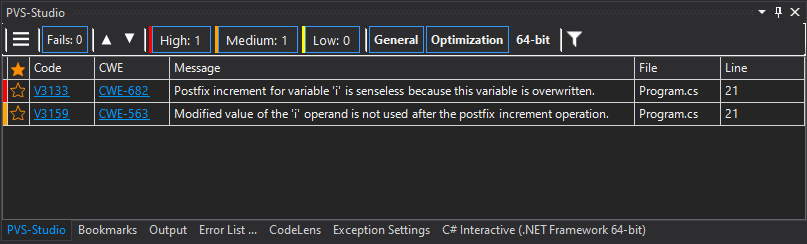 PVS-Studio
Fails: 0 High: 1 Medium: 1 Low: 0 General Optimization 64-bit
Code CWE Message File Line
V3133 CWE-682 Postfix increment for variable 'i' is senseless because this variable is overwritten. Program.cs 21
V3159 CWE-563 Modified value of the 'i' operand is not used after the postfix increment operation. Program.cs 21
PVS-Studio Bookmarks Output Error List ... CodeLens Exception Settings C# Interactive (.NET Framework 64-bit)